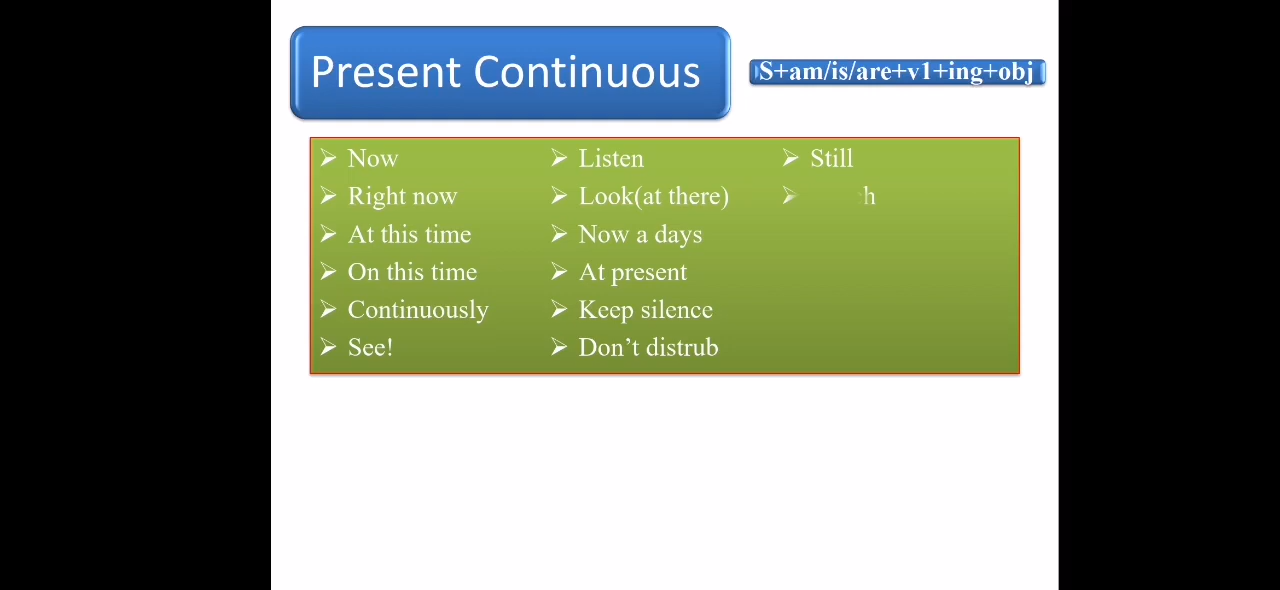 Present Continuous
S+am/is/are+v1+ing+obj
Now
Right now
At this time
On this time
Continuously
See!
Listen
Look(at there)
Now a days
At present
Keep silence
Don’t distrub
Still